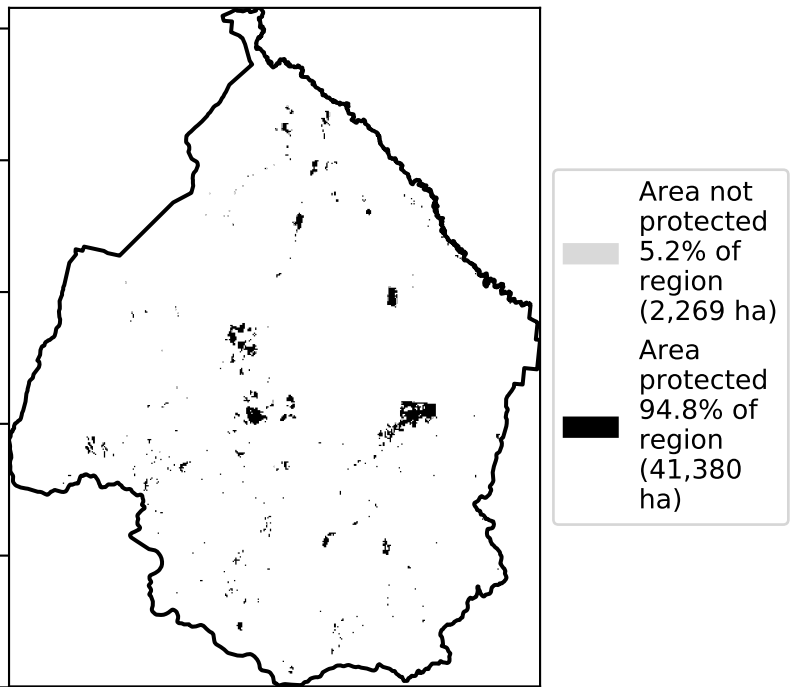 Area not
protected
5.2% of
region
(2,269 ha)
Area
protected
94.8% of
region
(41,380
ha)